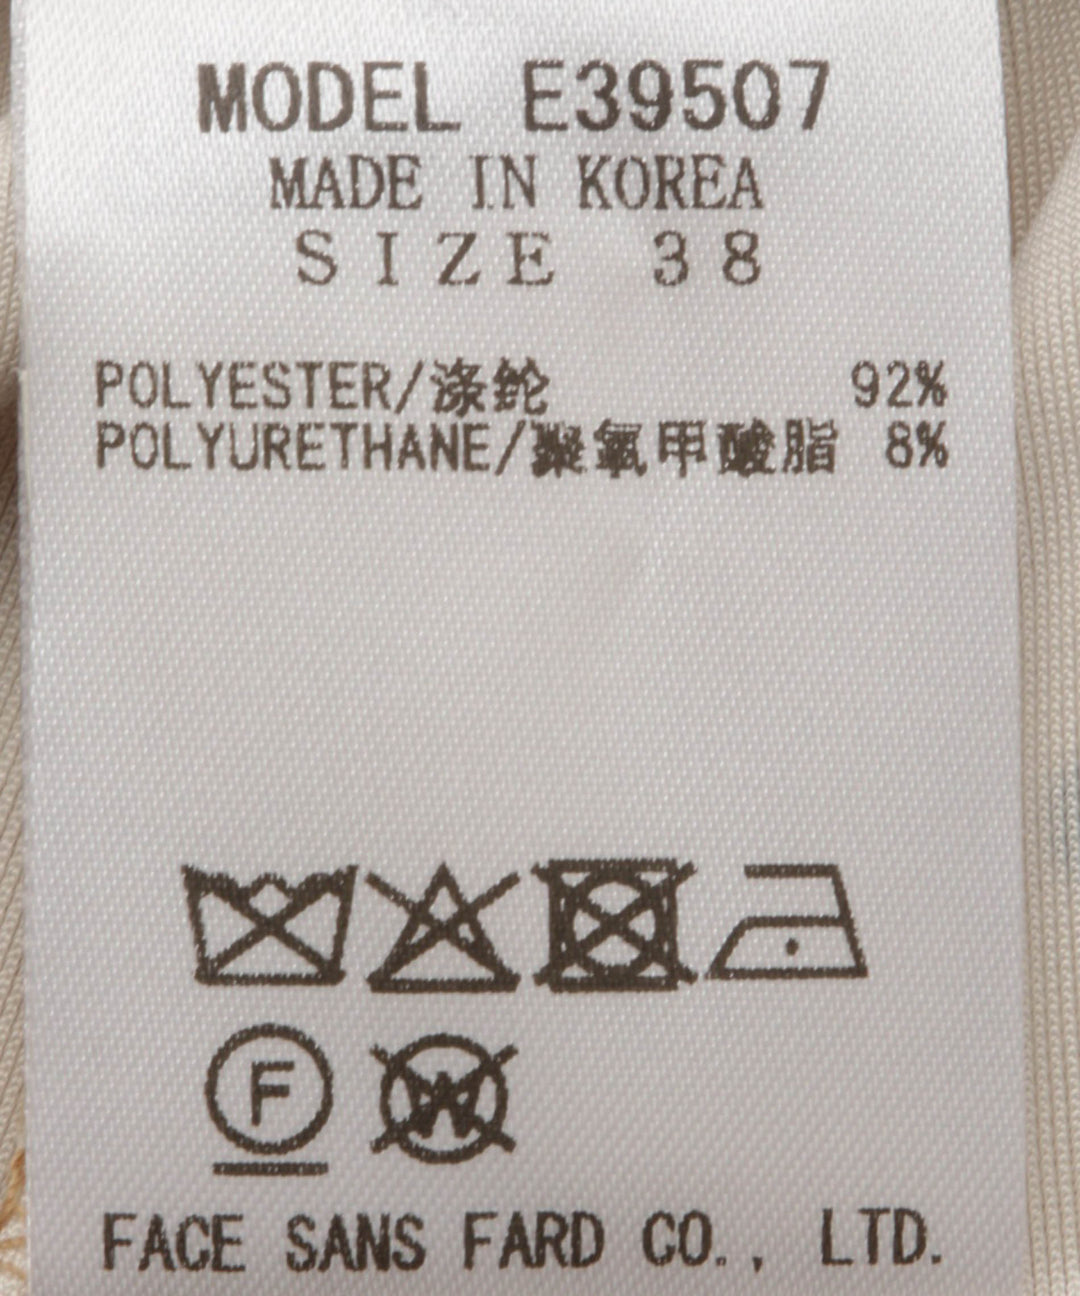 MODEL E39507
MADE IN KOREA
SIZE 38
POLYESTER/涤纶 92%
POLYURETHANE/聚氧甲酸脂 8%
F
W
FACE SANS FARD CO., LTD.